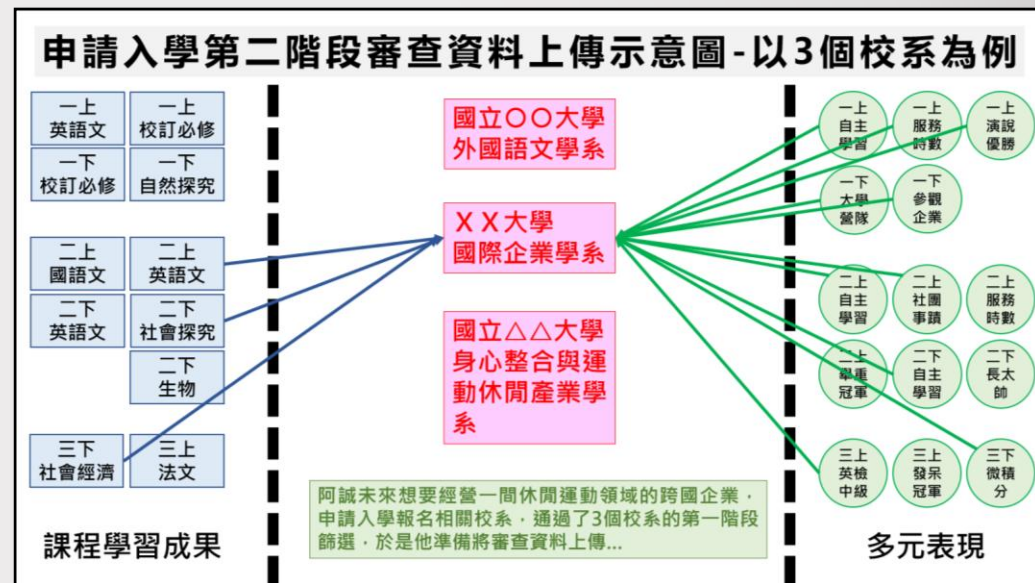 申請入學第二階段審查資料上傳示意圖-以3個校系為例
一上
英語文
一上
校訂必修
一下
校訂必修
一下
自然探究
二上
國語文
二上
英語文
二下
英語文
二下
社會探究
二下
生物
三下
社會經濟
三上
法文
課程學習成果
國立〇〇大學
外國語文學系
XX大學
國際企業學系
國立△△大學
身心整合與運
動休閒產業學
系
阿誠未來想要經營一間休閒運動領域的跨國企業，
申請入學報名相關校系，通過了3個校系的第一階段
篩選，於是他準備將審查資料上傳...
一上
自主
學習
一上
服務
時數
一上
演說
優勝
一下
大學
營隊
一下
參觀
企業
二上
自主
學習
二上
社團
事蹟
二上
服務
時數
二上
舉重
冠軍
二下
自主
學習
二下
長太
帥
三上
英檢
中級
三上
發呆
冠軍
三下
微積
分
多元表現